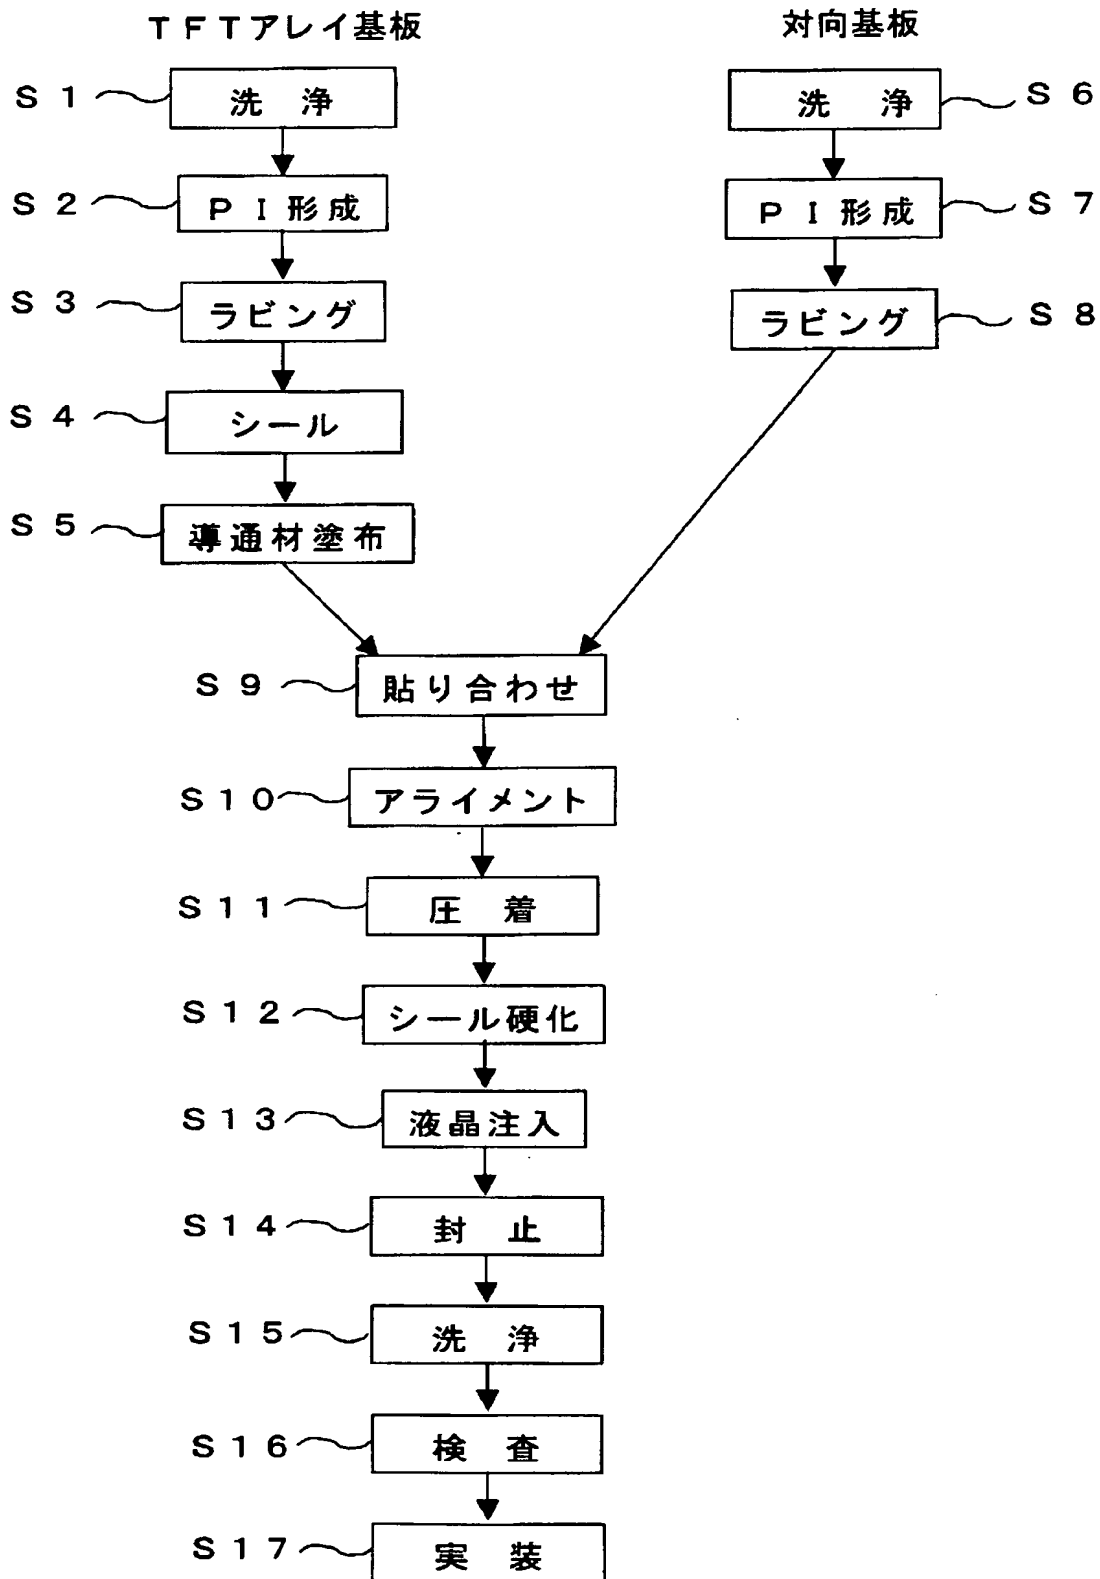 TFTアレイ基板
対向基板
S1 洗浄
洗浄 S6
S2 PI形成
PI形成 S7
S3 ラビング
ラビング S8
S4 シール
S5 導通材塗布
S9 貼り合わせ
S10 アライメント
S11 圧着
S12 シール硬化
S13 液晶注入
S14 封止
S15 洗浄
S16 検査
S17 実装